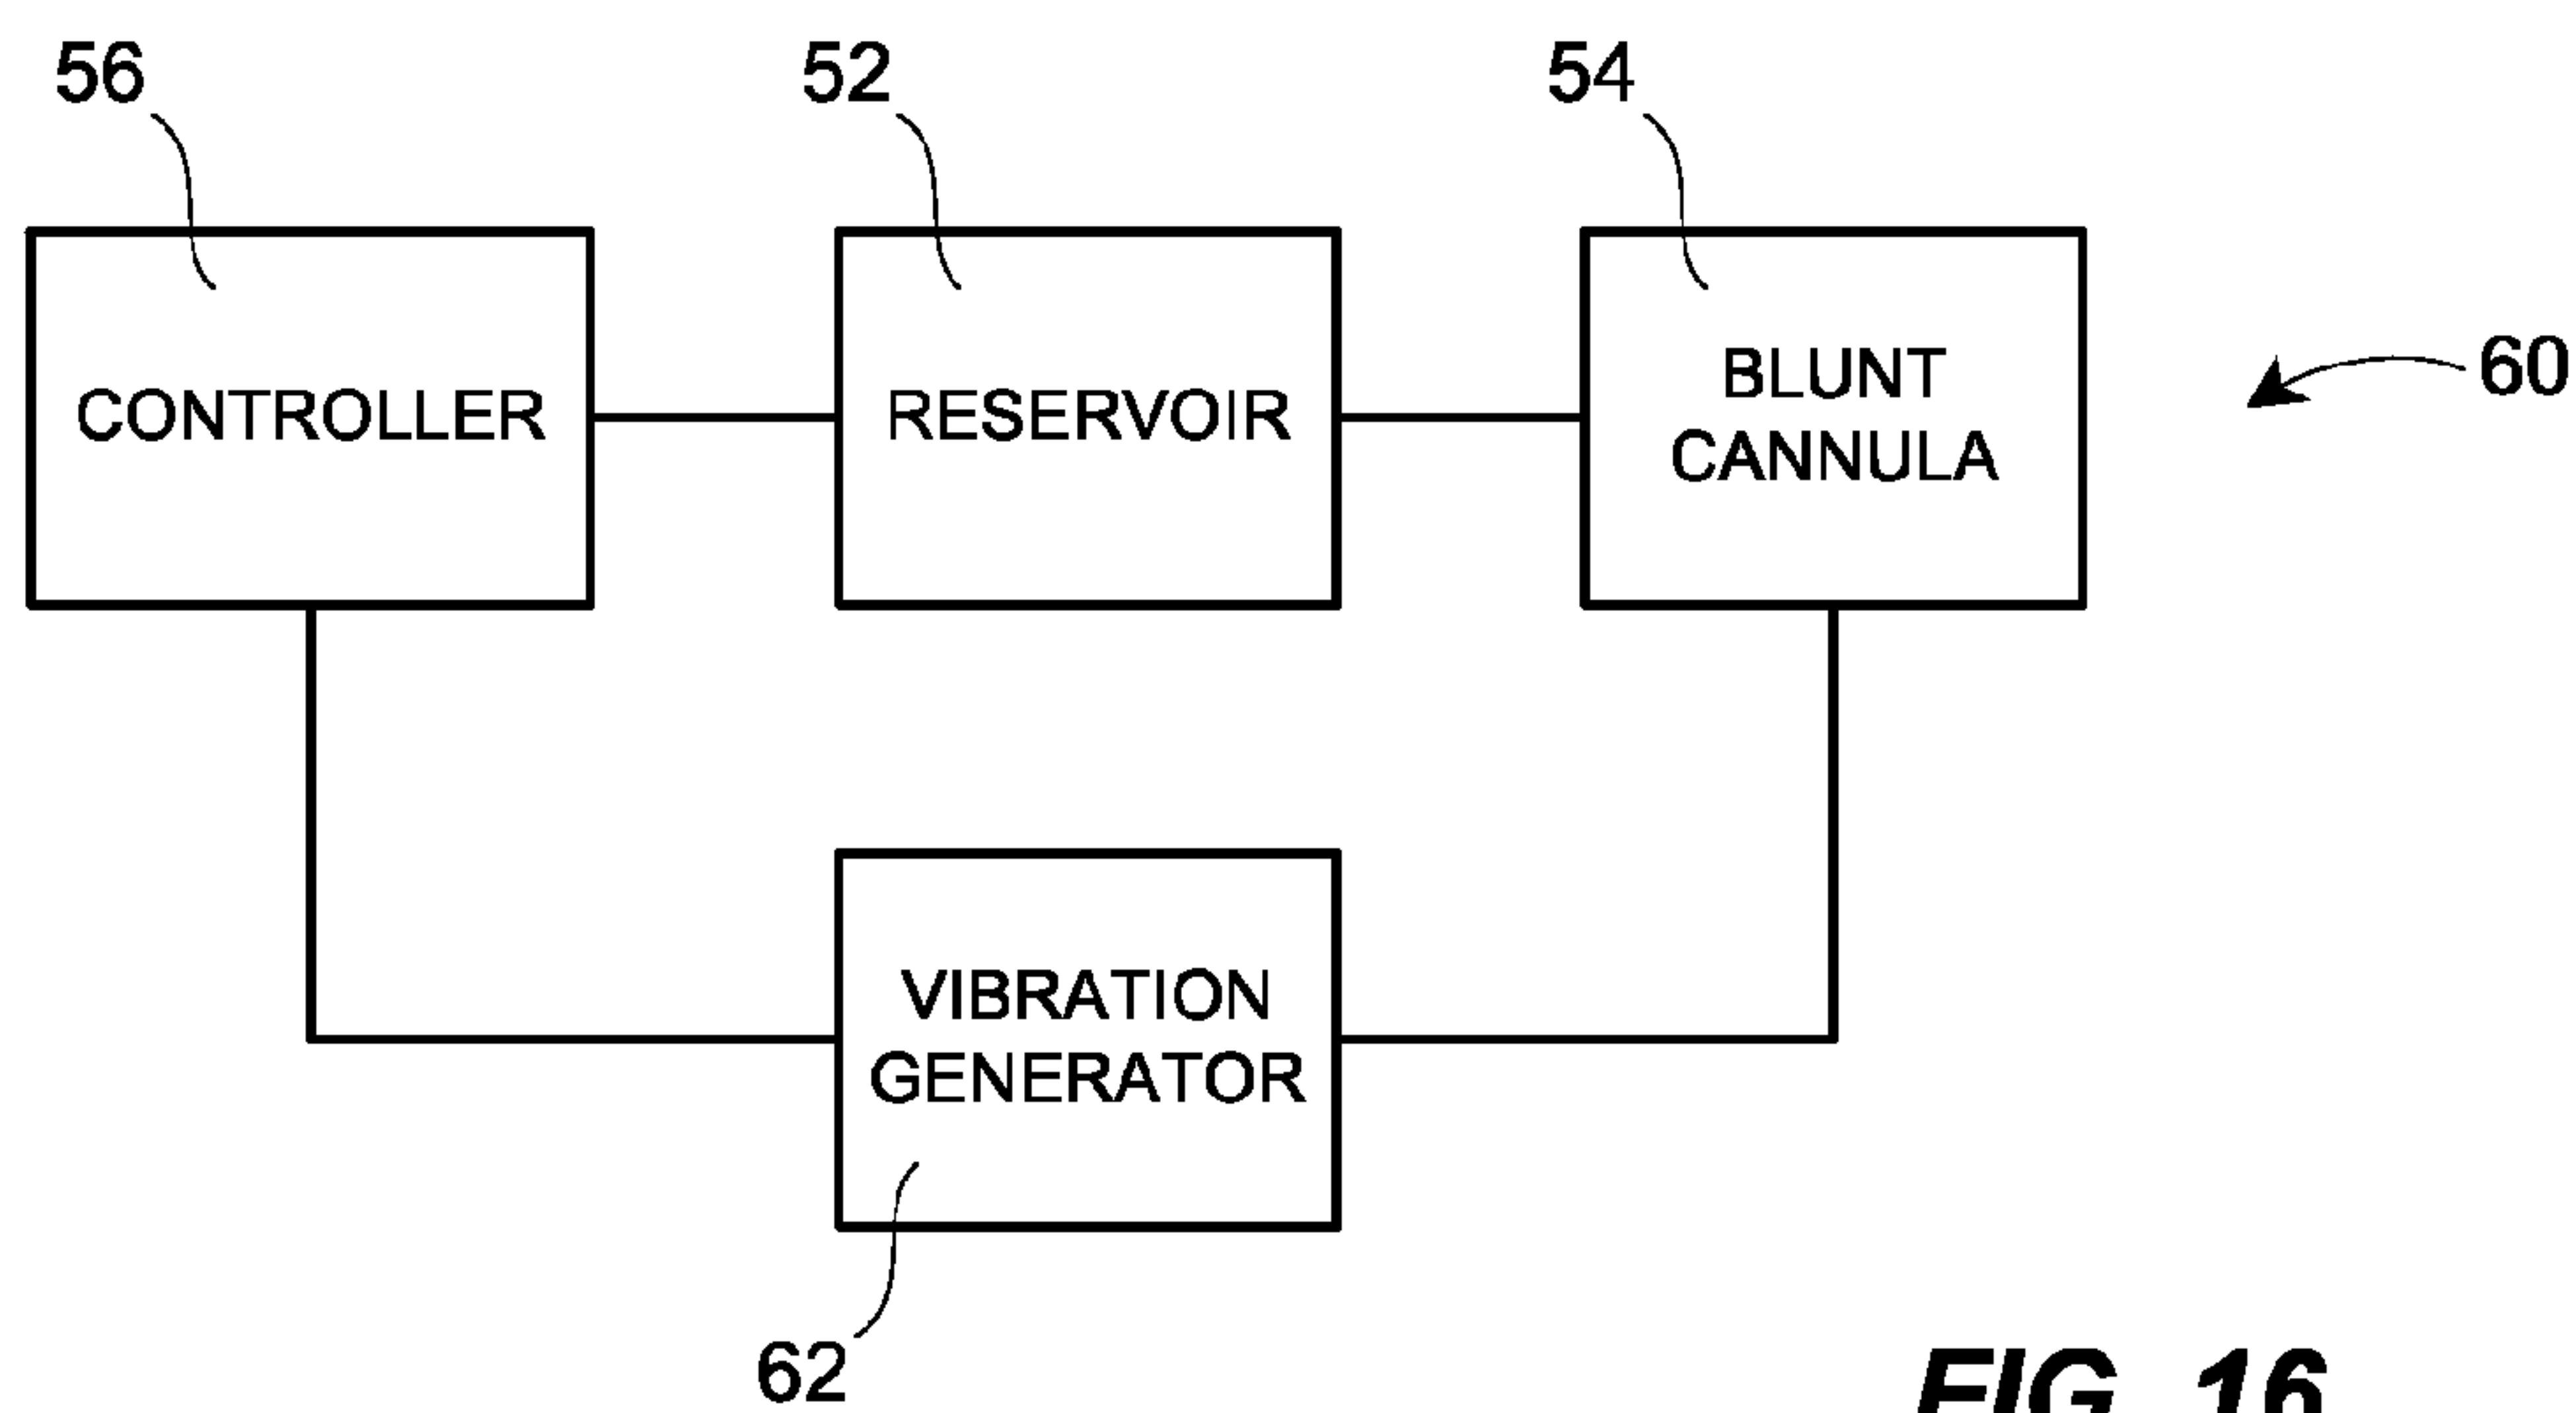 56
52
54
CONTROLLER
RESERVOIR
BLUNT
CANNULA
60
VIBRATION
GENERATOR
62
FIG. 16